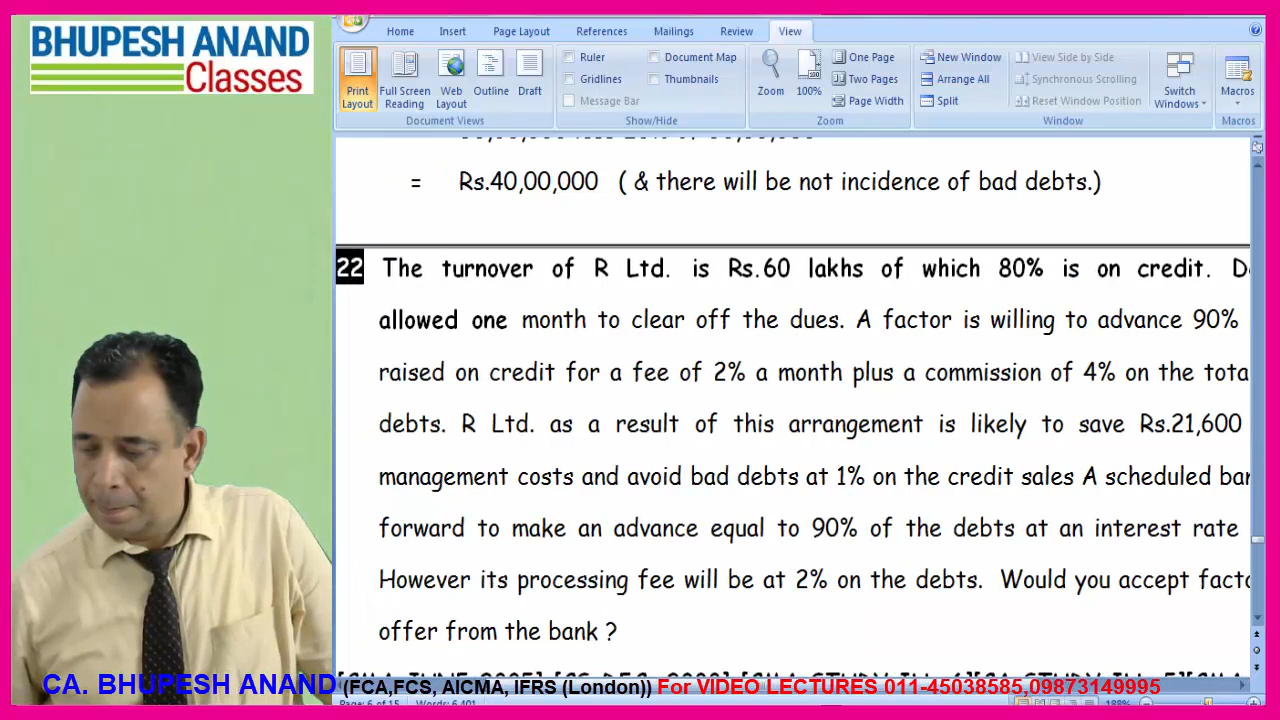 BHUPESH ANAND
Classes
Home Insert Page Layout References Mailings Review View
Print Layout
Full Screen Reading
Web Layout
Outline
Draft
Document Views
Ruler
Gridlines
Message Bar
Document Map
Thumbnails
Show/Hide
Zoom
100%
One Page
Two Pages
Page Width
Zoom
New Window
Arrange All
Split
View Side by Side
Synchronous Scrolling
Reset Window Position
Switch Windows
Window
Macros
Macros
= Rs.40,00,000 ( & there will be not incidence of bad debts.)
22 The turnover of R Ltd. is Rs.60 lakhs of which 80% is on credit.
allowed one month to clear off the dues. A factor is willing to advance 90%
raised on credit for a fee of 2% a month plus a commission of 4% on the
debts. R Ltd. as a result of this arrangement is likely to save Rs.21,600
management costs and avoid bad debts at 1% on the credit sales A scheduled
forward to make an advance equal to 90% of the debts at an interest rate
However its processing fee will be at 2% on the debts. Would you accept
offer from the bank ?
CA. BHUPESH ANAND (FCA,FCS, AICMA, IFRS (London)) For VIDEO LECTURES 011-45038585,09873149995